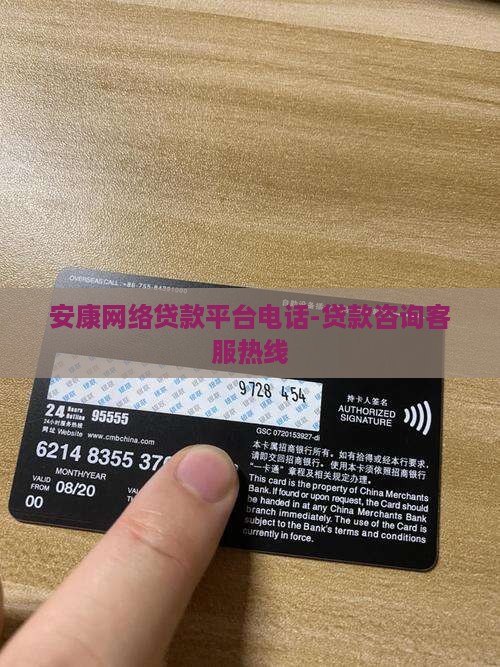 OVERSEAS CALL :+86-755-84391000
安康网络贷款平台电话-贷款咨询客
服热线
9728 454
24 Hours Hotline 95555
24小时服务热线
网址 Website www.cmbchina.com
持卡人签名
AUTHORIZED
SIGNATURE
GSC 0720153927-di
6214 8355 37
MONTH/YEAR
VALID FROM 08/20
00
本卡属招商银行所有。如有拾得或经本行要求，
请即交回招商银行。使用本卡须依照招商银行
“一卡通”章程及相关规定办理。
This card is the property of China Merchants
Bank. If found or upon request, the Card should
be handed in at any China Merchants Bank
branch immediately. The use of the Card is
subject to the Bank's terms and conditions
currently in force.